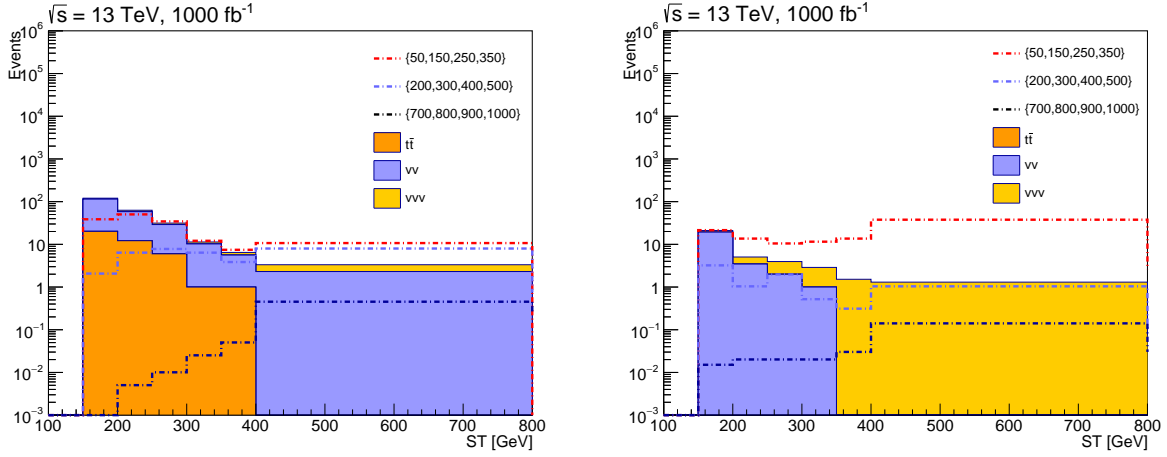 √s = 13 TeV, 1000 fb⁻¹
Events
10⁶
10⁵
10⁴
10³
10²
10
1
10⁻¹
10⁻²
10⁻³
{50,150,250,350}
{200,300,400,500}
{700,800,900,1000}
tt̄
vv
vvv
100 200 300 400 500 600 700 800
ST [GeV]
√s = 13 TeV, 1000 fb⁻¹
Events
10⁶
10⁵
10⁴
10³
10²
10
1
10⁻¹
10⁻²
10⁻³
{50,150,250,350}
{200,300,400,500}
{700,800,900,1000}
tt̄
vv
vvv
100 200 300 400 500 600 700 800
ST [GeV]